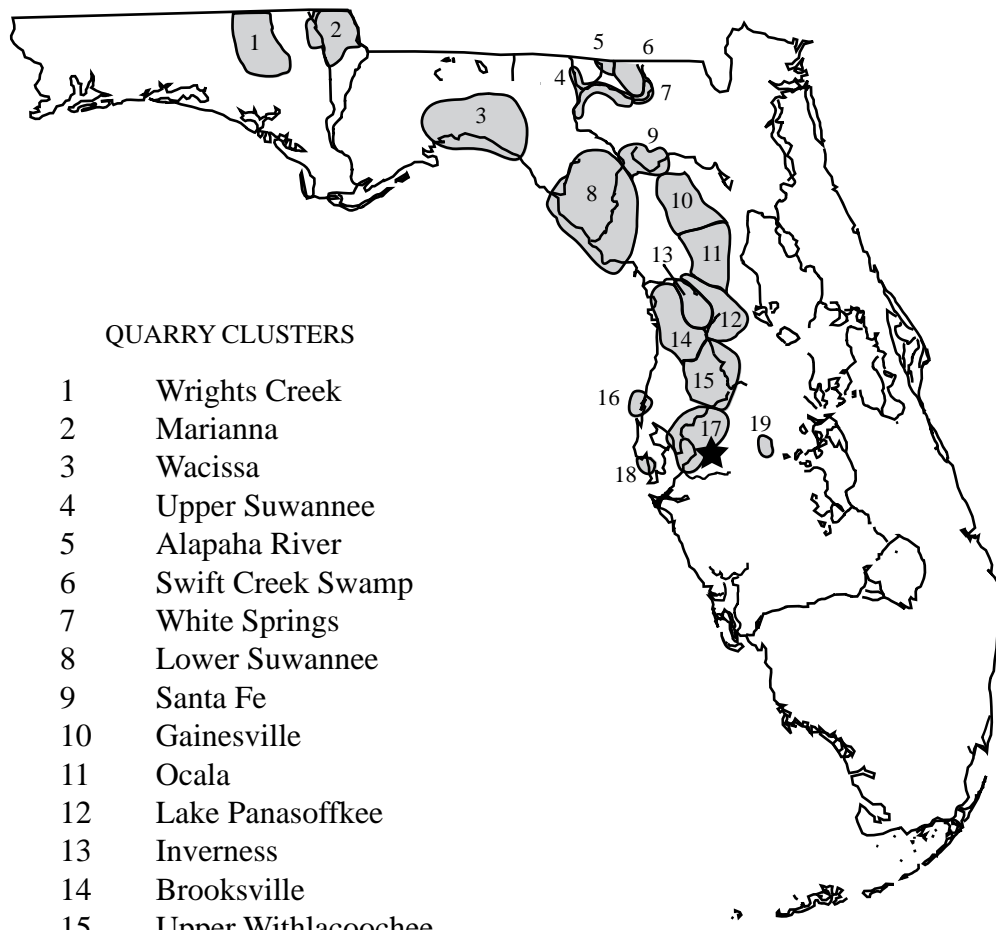 1
2
3
4
5
6
7
8
9
10
11
12
13
14
15
16
17
18
19
QUARRY CLUSTERS
1 Wrights Creek
2 Marianna
3 Wacissa
4 Upper Suwannee
5 Alapaha River
6 Swift Creek Swamp
7 White Springs
8 Lower Suwannee
9 Santa Fe
10 Gainesville
11 Ocala
12 Lake Panasoffkee
13 Inverness
14 Brooksville
15 Upper Withlacoochee